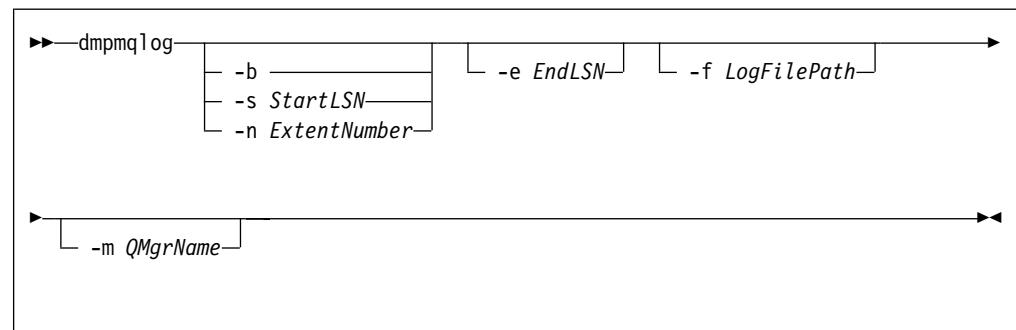 dmpmqlog
-b
-s StartLSN
-n ExtentNumber
-e EndLSN
-f LogFilePath
-m QMgrName